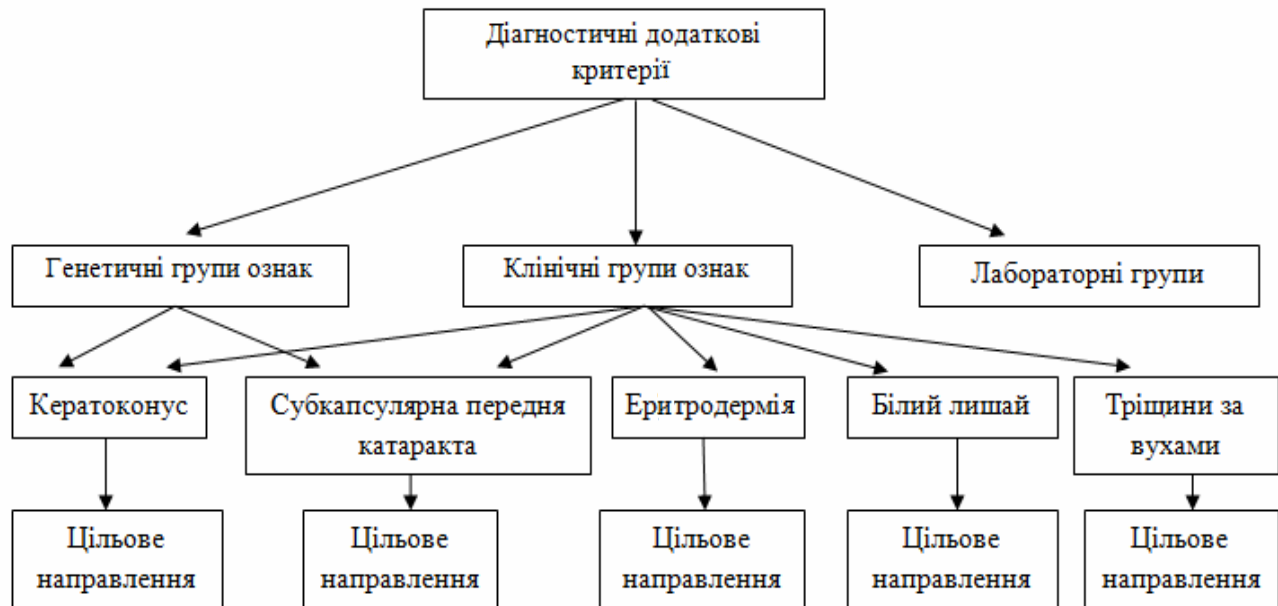 Діагностичні додаткові
критерії
Генетичні групи ознак
Клінічні групи ознак
Лабораторні групи
Кератоконус
Субкапсулярна передня
катаракта
Еритродермія
Білий лишай
Тріщини за
вухами
Цільове
направлення
Цільове
направлення
Цільове
направлення
Цільове
направлення
Цільове
направлення